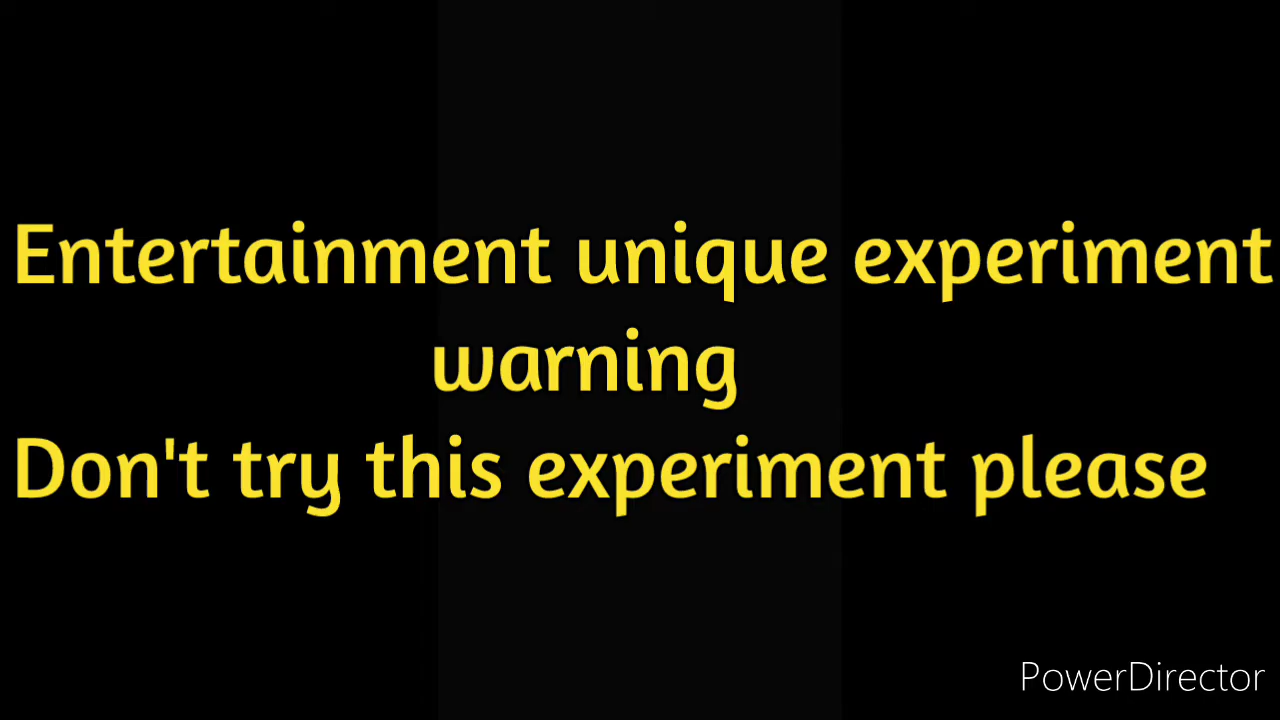 Entertainment unique experiment
warning
Don't try this experiment please
PowerDirector